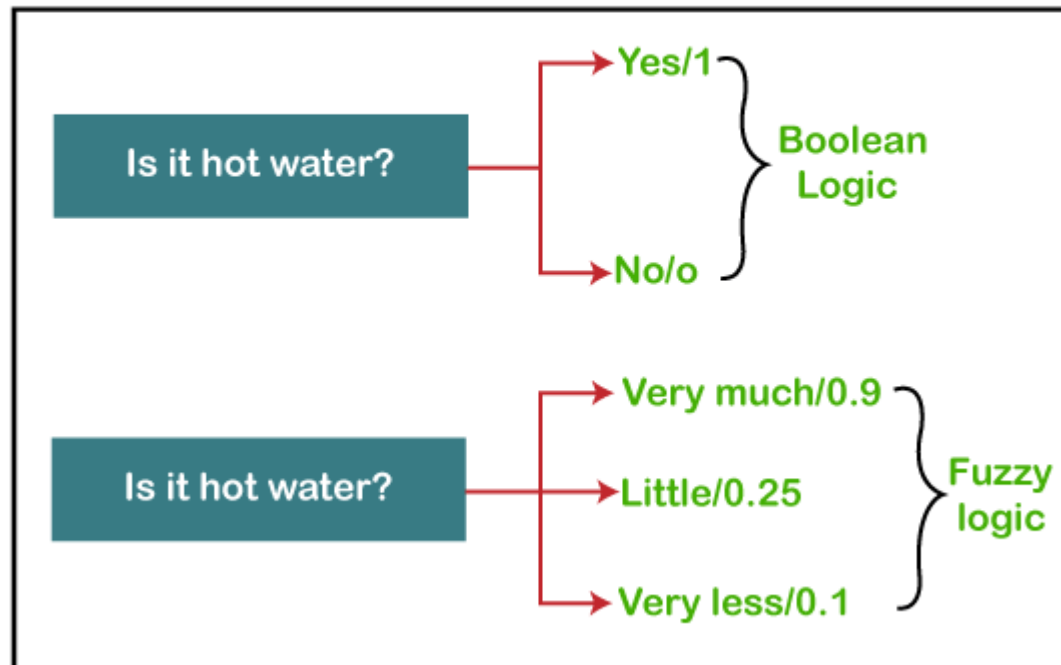 Is it hot water?
Yes/1
No/o
Boolean
Logic
Is it hot water?
Very much/0.9
Little/0.25
Very less/0.1
Fuzzy
logic